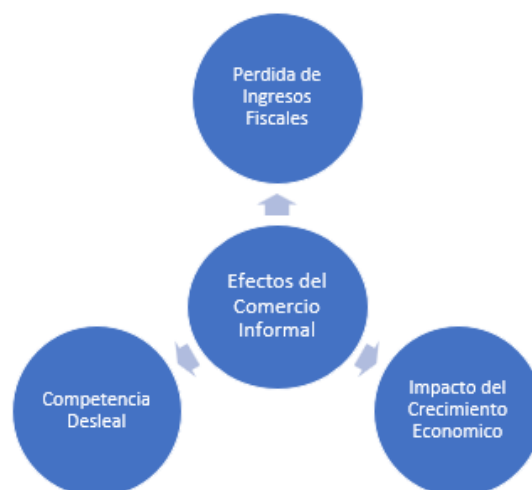 Perdida de
Ingresos
Fiscales
Efectos del
Comercio
Informal
Competencia
Desleal
Impacto del
Crecimiento
Economico